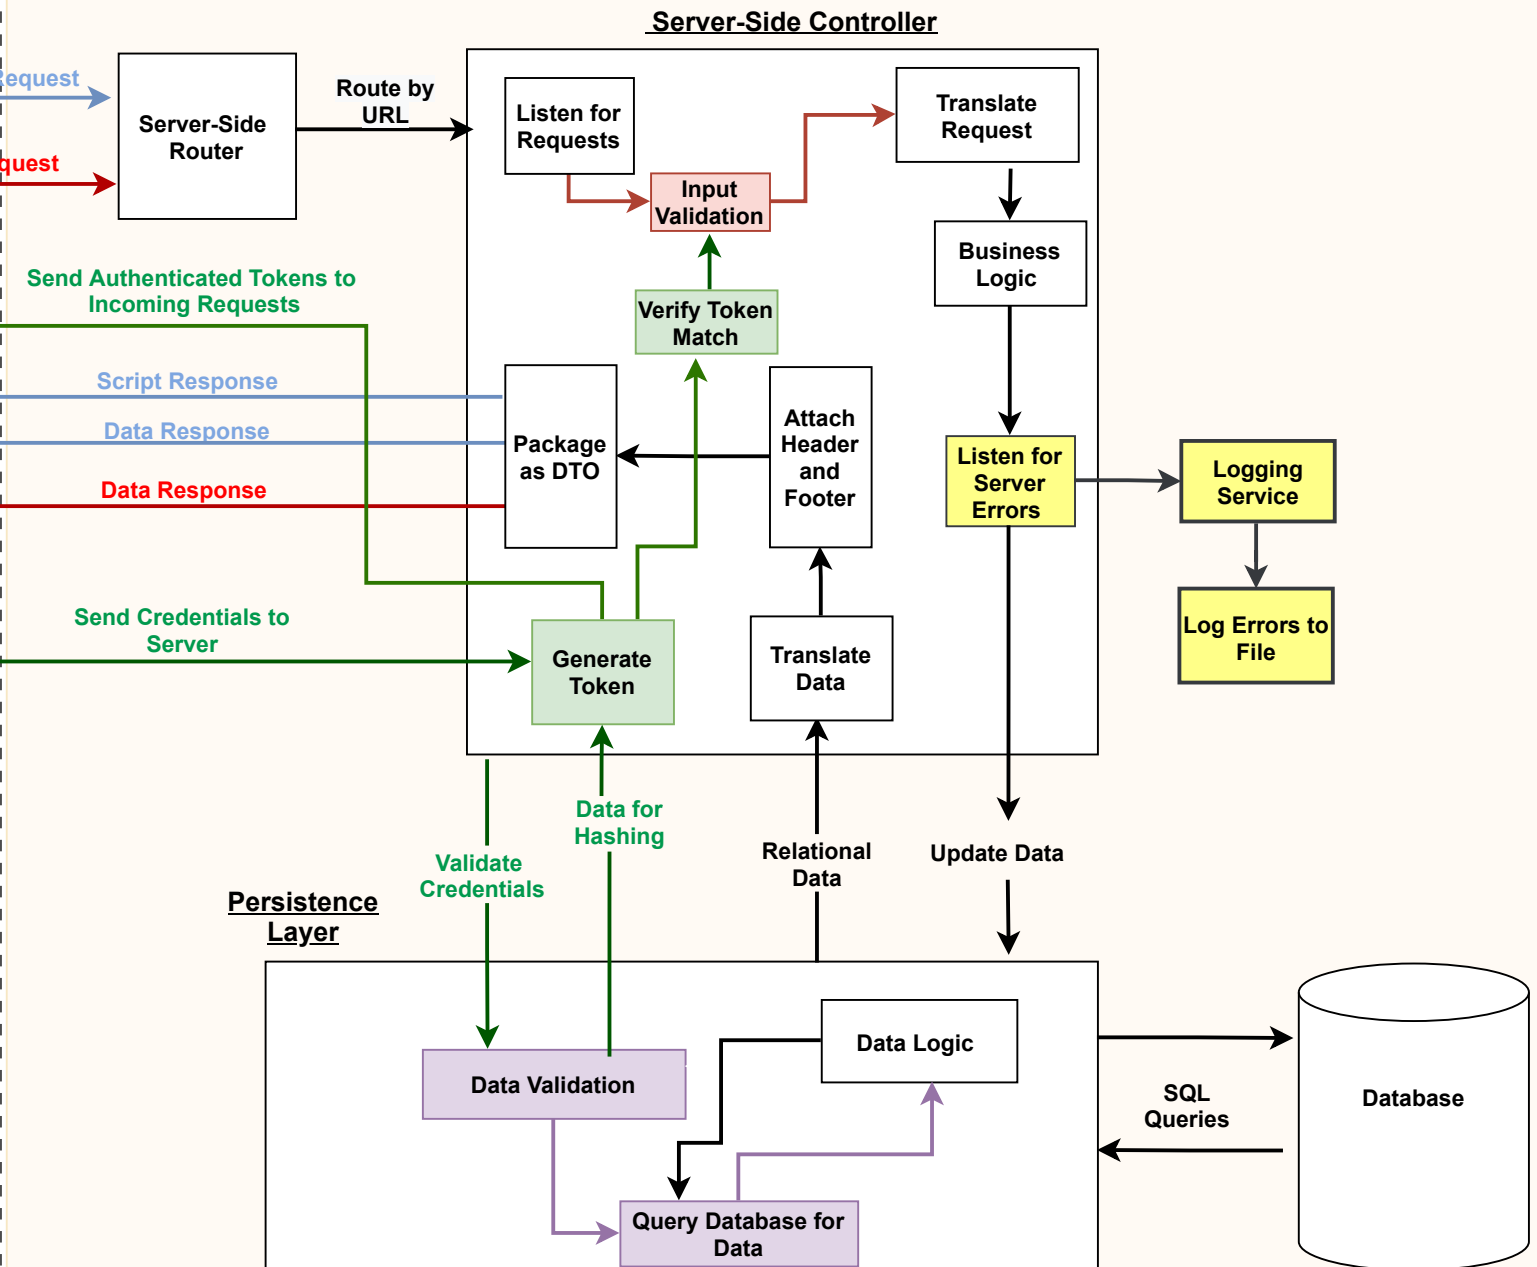 Server-Side Controller
Request
quest
Server-Side
Router
Route by
URL
Listen for
Requests
Input
Validation
Translate
Request
Business
Logic
Send Authenticated Tokens to
Incoming Requests
Verify Token
Match
Script Response
Data Response
Data Response
Package
as DTO
Attach
Header
and
Footer
Listen for
Server
Errors
Logging
Service
Log Errors to
File
Send Credentials to
Server
Generate
Token
Translate
Data
Data for
Hashing
Validate
Credentials
Relational
Data
Update Data
Persistence
Layer
Data Validation
Data Logic
Query Database for
Data
SQL
Queries
Database